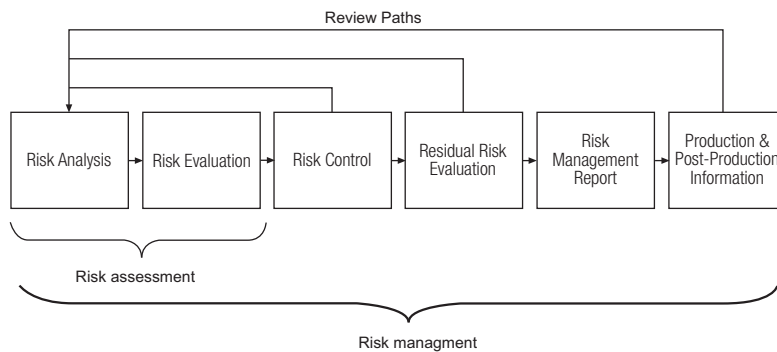 Review Paths
Risk Analysis
Risk Evaluation
Risk Control
Residual Risk
Evaluation
Risk
Management
Report
Production &
Post-Production
Information
Risk assessment
Risk managment